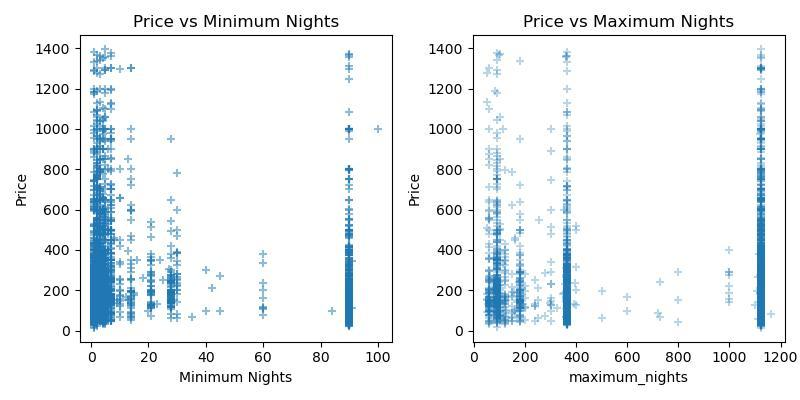 Price vs Minimum Nights
1400
1200
1000
800
600
400
200
0
Price
0 20 40 60 80 100
Minimum Nights
Price vs Maximum Nights
1400
1200
1000
800
600
400
200
0
Price
0 200 400 600 800 1000 1200
maximum_nights